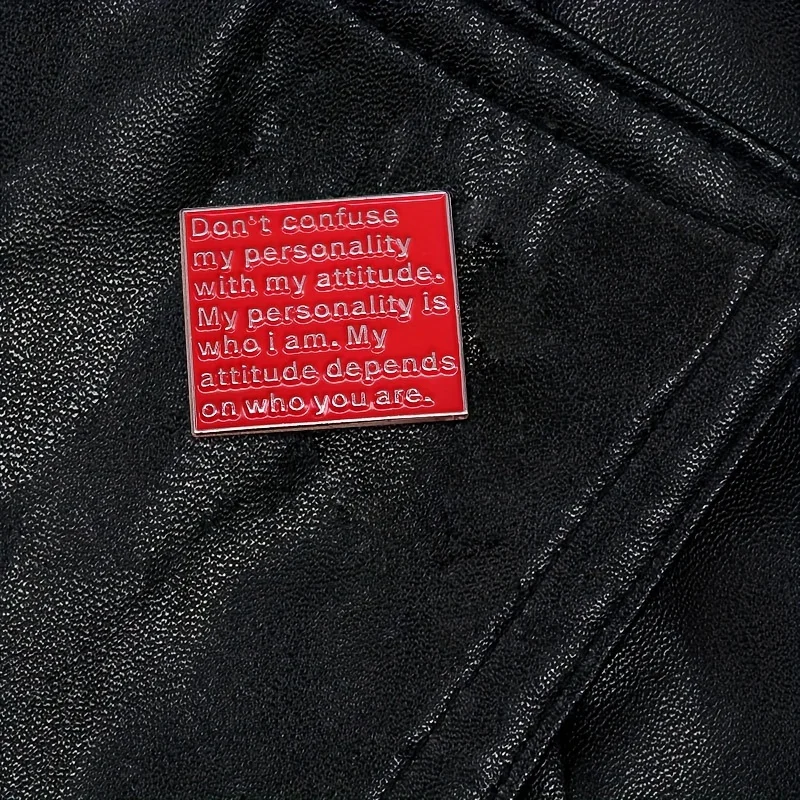 Don't confuse
my personality
with my attitude.
My personality is
who i am. My
attitude depends
on who you are.